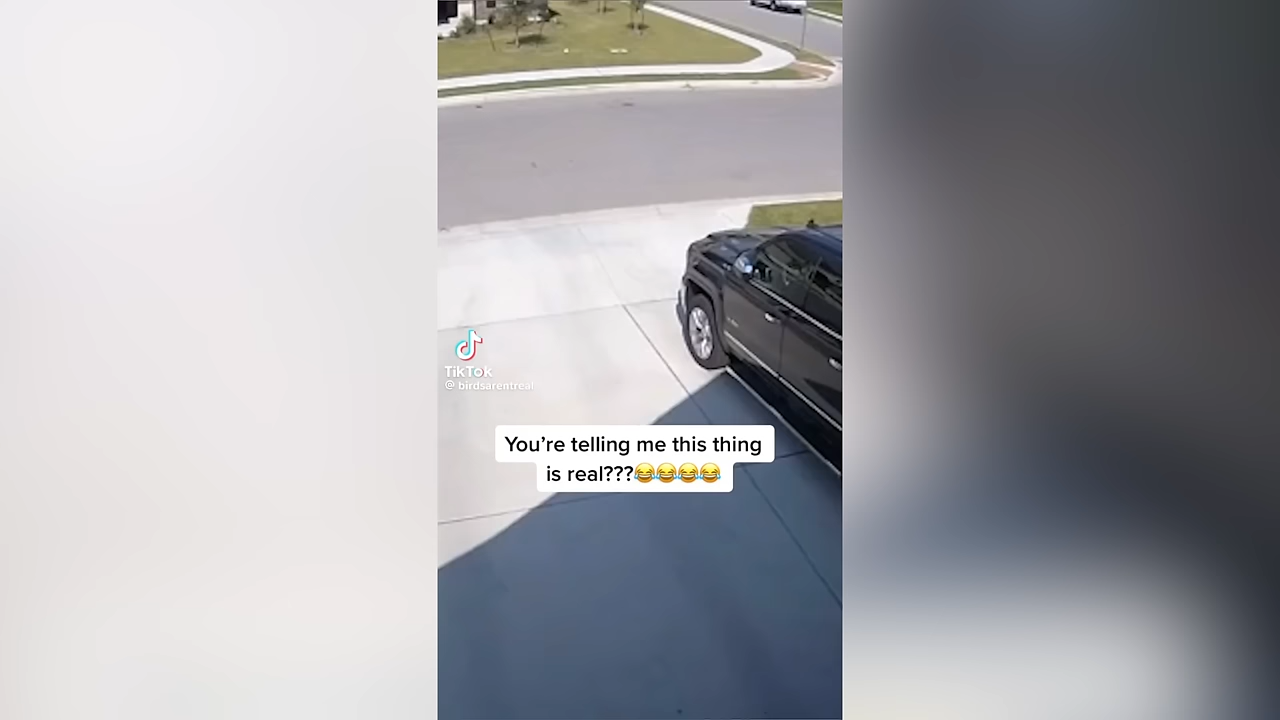 TikTok
@birdsarentreal
You’re telling me this thing
is real???😂😂😂😂